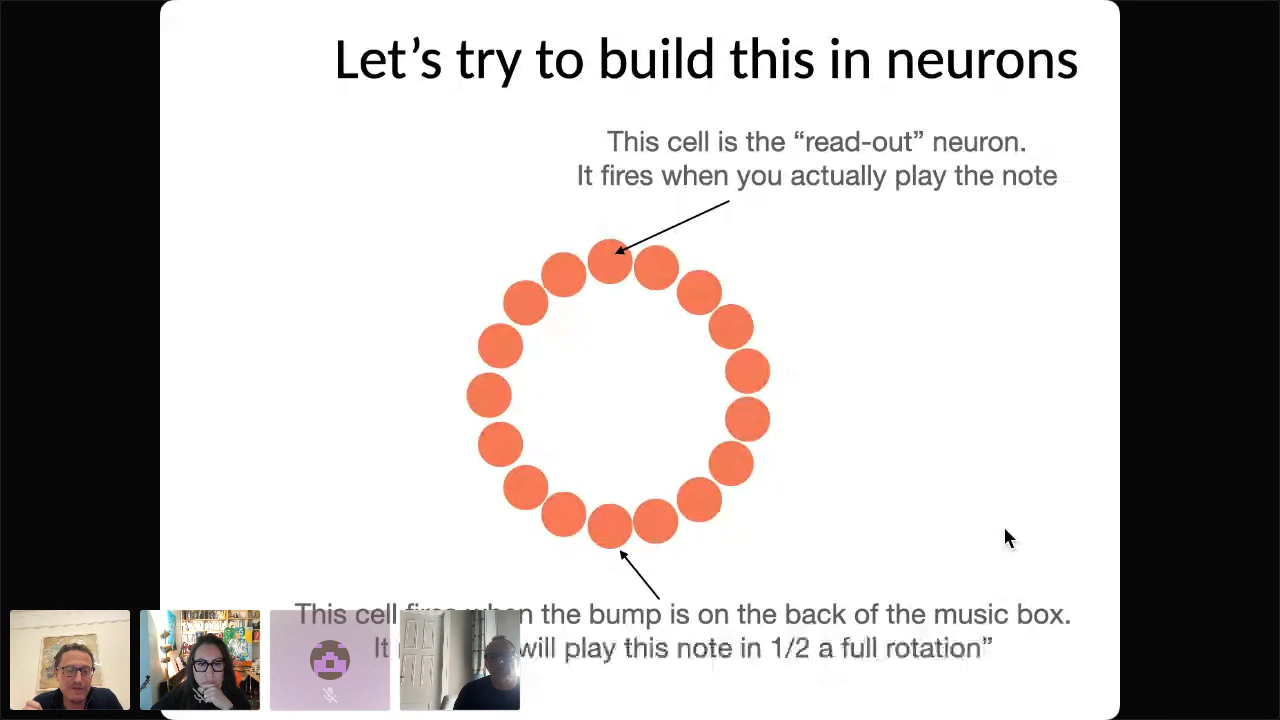 Let’s try to build this in neurons
This cell is the “read-out” neuron.
It fires when you actually play the note
This cell fires when the bump is on the back of the music box.
It will play this note in 1/2 a full rotation”